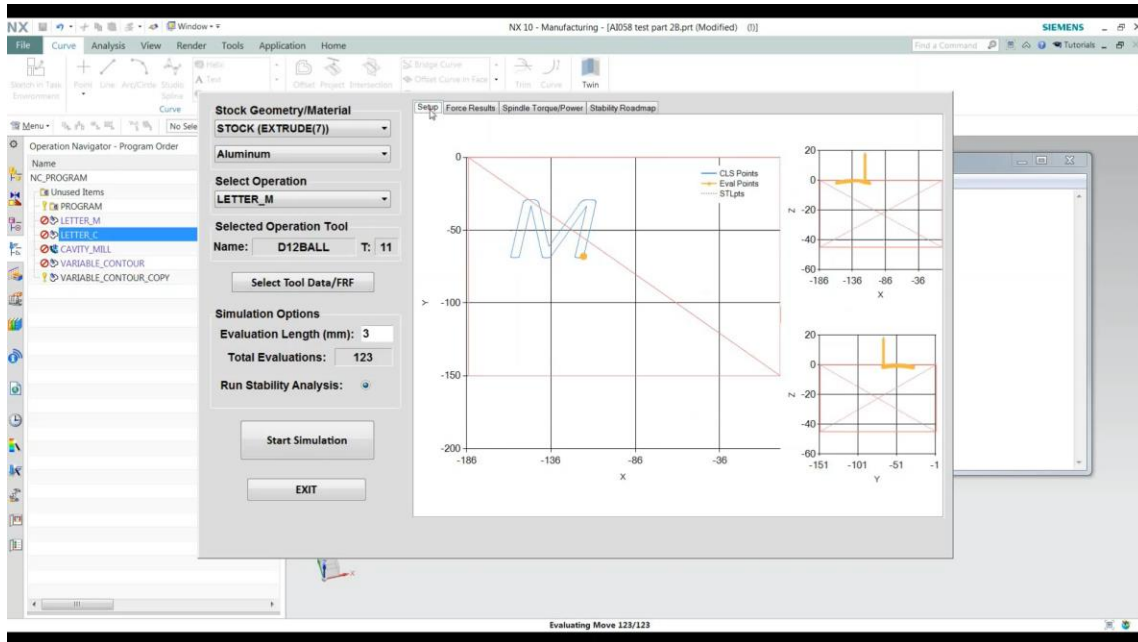 NX
Window
NX 10 - Manufacturing - [AI058 test part 2B.prt (Modified) (I)]
SIEMENS
File Curve Analysis View Render Tools Application Home
Find a Command
Tutorials
Sketch in Task Environment
Point Line Arc/Circle Studio Spline
Helix
A Text
Offset Project Intersection
Bridge Curve
Offset Curve in Face
Trim Curve
Twin
Curve
Menu
No Sele
Operation Navigator - Program Order
Name
NC_PROGRAM
Unused Items
PROGRAM
LETTER_M
LETTER_C
CAVITY_MILL
VARIABLE_CONTOUR
VARIABLE_CONTOUR_COPY
Stock Geometry/Material
STOCK (EXTRUDE(7))
Aluminum
Select Operation
LETTER_M
Selected Operation Tool
Name: D12BALL T: 11
Select Tool Data/FRF
Simulation Options
Evaluation Length (mm): 3
Total Evaluations: 123
Run Stability Analysis:
Start Simulation
EXIT
Setup Force Results Spindle Torque/Power Stability Roadmap
CLS Points
Eval Points
STLpts
0
-50
-100
-150
-200
Y
-186 -136 -86 -36
X
20
0
-20
-40
-60
Z
-186 -136 -86 -36
X
20
0
-20
-40
-60
Z
-151 -101 -51 -1
Y
X
Evaluating Move 123/123